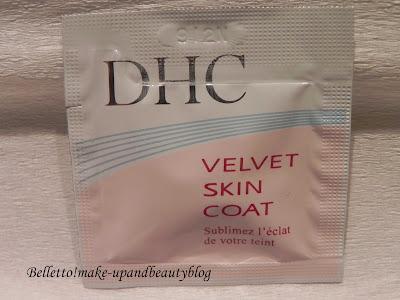 DHC
VELVET
SKIN
COAT
Sublimez l'éclat
de votre teint
Belletto!make-upandbeautyblog